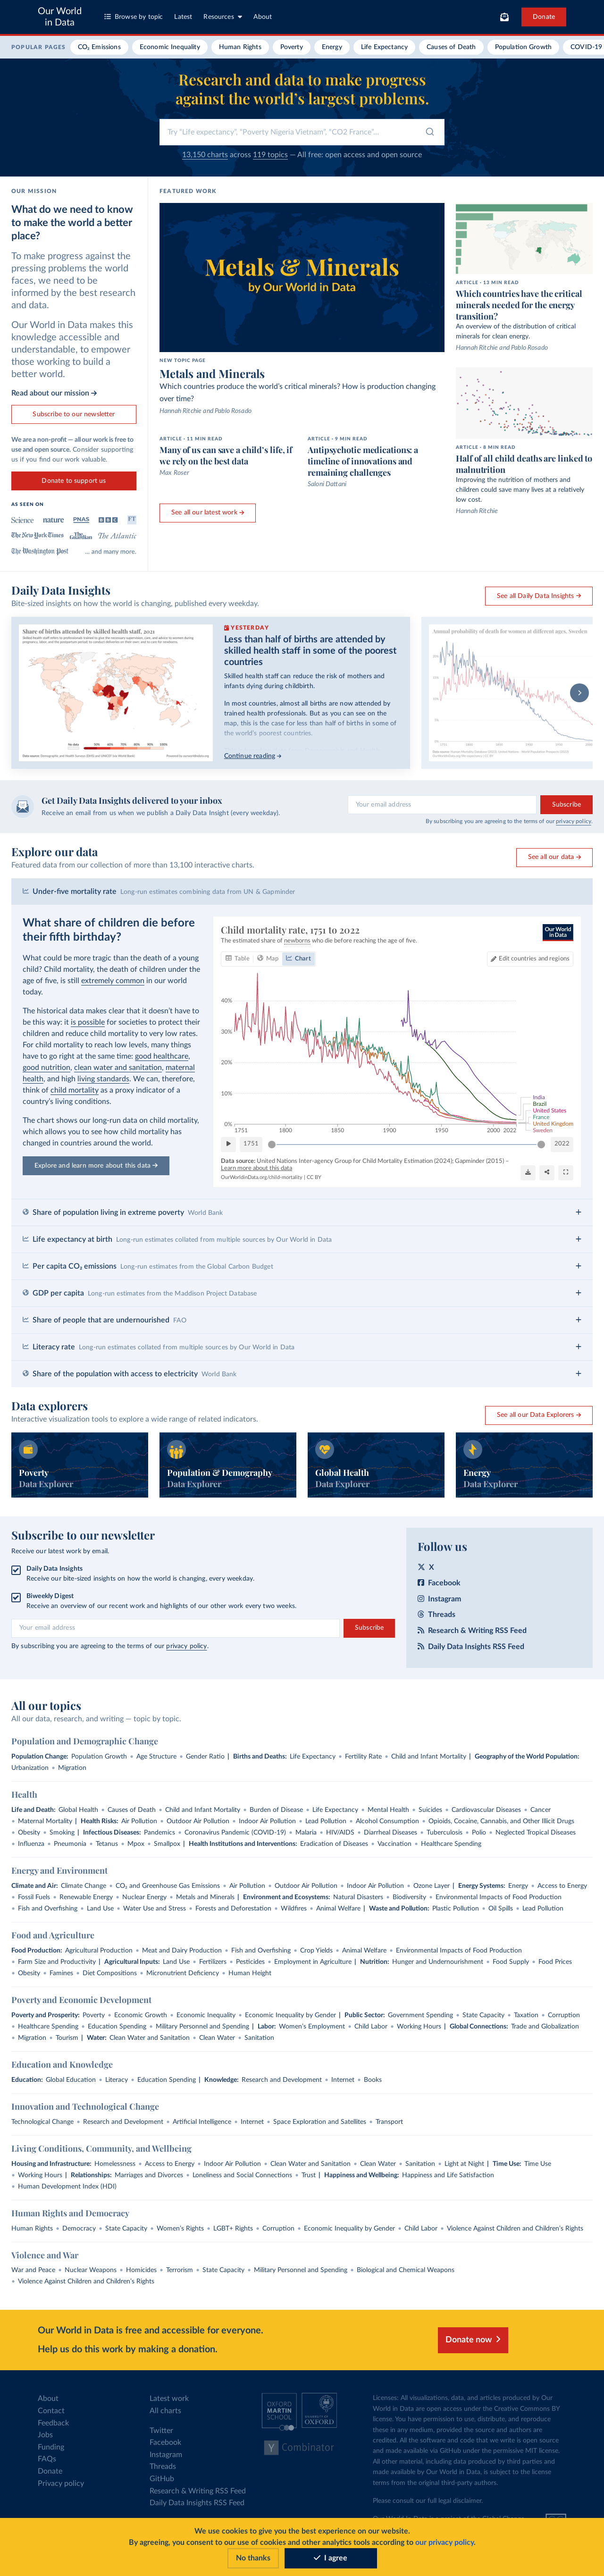 Our World
in Data
Browse by topic
Latest
Resources
About
Donate
POPULAR PAGES
CO₂ Emissions
Economic Inequality
Human Rights
Poverty
Energy
Life Expectancy
Causes of Death
Population Growth
COVID-19
Research and data to make progress
against the world's largest problems.
Try "Life expectancy", "Poverty Nigeria Vietnam", "CO2 France"...
13,150 charts across 119 topics — All free: open access and open source
OUR MISSION
What do we need to know
to make the world a better
place?
To make progress against the
pressing problems the world
faces, we need to be
informed by the best research
and data.
Our World in Data makes this
knowledge accessible and
understandable, to empower
those working to build a
better world.
Read about our mission →
Subscribe to our newsletter
We are a non-profit — all our work is free to
use and open source. Consider supporting
us if you find our work valuable.
Donate to support us
AS SEEN ON
Science
nature
PNAS
BBC
FT
The New York Times
The Guardian
The Atlantic
The Washington Post
... and many more.
FEATURED WORK
Metals & Minerals
by Our World in Data
NEW TOPIC PAGE
Metals and Minerals
Which countries produce the world's critical minerals? How is production changing
over time?
Hannah Ritchie and Pablo Rosado
ARTICLE · 11 MIN READ
Many of us can save a child's life, if
we rely on the best data
Max Roser
ARTICLE · 9 MIN READ
Antipsychotic medications: a
timeline of innovations and
remaining challenges
Saloni Dattani
See all our latest work →
ARTICLE · 13 MIN READ
Which countries have the critical
minerals needed for the energy
transition?
An overview of the distribution of critical
minerals for clean energy.
Hannah Ritchie and Pablo Rosado
ARTICLE · 8 MIN READ
Half of all child deaths are linked to
malnutrition
Improving the nutrition of mothers and
children could save many lives at a relatively
low cost.
Hannah Ritchie
Daily Data Insights
Bite-sized insights on how the world is changing, published every weekday.
See all Daily Data Insights →
Share of births attended by skilled health staff, 2021
YESTERDAY
Less than half of births are attended by
skilled health staff in some of the poorest
countries
Skilled health staff can reduce the risk of mothers and
infants dying during childbirth.
In most countries, almost all births are now attended by
trained health professionals. But as you can see on the
map, this is the case for less than half of births in some of
the world's poorest countries.
Continue reading →
Annual probability of death for women at different ages, Sweden
Get Daily Data Insights delivered to your inbox
Receive an email from us when we publish a Daily Data Insight (every weekday).
Your email address
Subscribe
By subscribing you are agreeing to the terms of our privacy policy.
Explore our data
Featured data from our collection of more than 13,100 interactive charts.
See all our data →
Under-five mortality rate Long-run estimates combining data from UN & Gapminder
What share of children die before
their fifth birthday?
What could be more tragic than the death of a young
child? Child mortality, the death of children under the
age of five, is still extremely common in our world
today.
The historical data makes clear that it doesn't have to
be this way: it is possible for societies to protect their
children and reduce child mortality to very low rates.
For child mortality to reach low levels, many things
have to go right at the same time: good healthcare,
good nutrition, clean water and sanitation, maternal
health, and high living standards. We can, therefore,
think of child mortality as a proxy indicator of a
country's living conditions.
The chart shows our long-run data on child mortality,
which allows you to see how child mortality has
changed in countries around the world.
Explore and learn more about this data →
Child mortality rate, 1751 to 2022
The estimated share of newborns who die before reaching the age of five.
Our World
in Data
Table
Map
Chart
Edit countries and regions
40%
30%
20%
10%
0%
1751
1800
1850
1900
1950
2000
2022
India
Brazil
United States
France
United Kingdom
Sweden
1751
2022
Data source: United Nations Inter-agency Group for Child Mortality Estimation (2024); Gapminder (2015) –
Learn more about this data
OurWorldInData.org/child-mortality | CC BY
Share of population living in extreme poverty World Bank
+
Life expectancy at birth Long-run estimates collated from multiple sources by Our World in Data
+
Per capita CO₂ emissions Long-run estimates from the Global Carbon Budget
+
GDP per capita Long-run estimates from the Maddison Project Database
+
Share of people that are undernourished FAO
+
Literacy rate Long-run estimates collated from multiple sources by Our World in Data
+
Share of the population with access to electricity World Bank
+
Data explorers
Interactive visualization tools to explore a wide range of related indicators.
See all our Data Explorers →
Poverty
Data Explorer
Population & Demography
Data Explorer
Global Health
Data Explorer
Energy
Data Explorer
Subscribe to our newsletter
Receive our latest work by email.
Daily Data Insights
Receive our bite-sized insights on how the world is changing, every weekday.
Biweekly Digest
Receive an overview of our recent work and highlights of our other work every two weeks.
Your email address
Subscribe
By subscribing you are agreeing to the terms of our privacy policy.
Follow us
X
Facebook
Instagram
Threads
Research & Writing RSS Feed
Daily Data Insights RSS Feed
All our topics
All our data, research, and writing — topic by topic.
Population and Demographic Change
Population Change: Population Growth • Age Structure • Gender Ratio | Births and Deaths: Life Expectancy • Fertility Rate • Child and Infant Mortality | Geography of the World Population:
Urbanization • Migration
Health
Life and Death: Global Health • Causes of Death • Child and Infant Mortality • Burden of Disease • Life Expectancy • Mental Health • Suicides • Cardiovascular Diseases • Cancer
• Maternal Mortality | Health Risks: Air Pollution • Outdoor Air Pollution • Indoor Air Pollution • Lead Pollution • Alcohol Consumption • Opioids, Cocaine, Cannabis, and Other Illicit Drugs
• Obesity • Smoking | Infectious Diseases: Pandemics • Coronavirus Pandemic (COVID-19) • Malaria • HIV/AIDS • Diarrheal Diseases • Tuberculosis • Polio • Neglected Tropical Diseases
• Influenza • Pneumonia • Tetanus • Mpox • Smallpox | Health Institutions and Interventions: Eradication of Diseases • Vaccination • Healthcare Spending
Energy and Environment
Climate and Air: Climate Change • CO₂ and Greenhouse Gas Emissions • Air Pollution • Outdoor Air Pollution • Indoor Air Pollution • Ozone Layer | Energy Systems: Energy • Access to Energy
• Fossil Fuels • Renewable Energy • Nuclear Energy • Metals and Minerals | Environment and Ecosystems: Natural Disasters • Biodiversity • Environmental Impacts of Food Production
• Fish and Overfishing • Land Use • Water Use and Stress • Forests and Deforestation • Wildfires • Animal Welfare | Waste and Pollution: Plastic Pollution • Oil Spills • Lead Pollution
Food and Agriculture
Food Production: Agricultural Production • Meat and Dairy Production • Fish and Overfishing • Crop Yields • Animal Welfare • Environmental Impacts of Food Production
• Farm Size and Productivity | Agricultural Inputs: Land Use • Fertilizers • Pesticides • Employment in Agriculture | Nutrition: Hunger and Undernourishment • Food Supply • Food Prices
• Obesity • Famines • Diet Compositions • Micronutrient Deficiency • Human Height
Poverty and Economic Development
Poverty and Prosperity: Poverty • Economic Growth • Economic Inequality • Economic Inequality by Gender | Public Sector: Government Spending • State Capacity • Taxation • Corruption
• Healthcare Spending • Education Spending • Military Personnel and Spending | Labor: Women's Employment • Child Labor • Working Hours | Global Connections: Trade and Globalization
• Migration • Tourism | Water: Clean Water and Sanitation • Clean Water • Sanitation
Education and Knowledge
Education: Global Education • Literacy • Education Spending | Knowledge: Research and Development • Internet • Books
Innovation and Technological Change
Technological Change • Research and Development • Artificial Intelligence • Internet • Space Exploration and Satellites • Transport
Living Conditions, Community, and Wellbeing
Housing and Infrastructure: Homelessness • Access to Energy • Indoor Air Pollution • Clean Water and Sanitation • Clean Water • Sanitation • Light at Night | Time Use: Time Use
• Working Hours | Relationships: Marriages and Divorces • Loneliness and Social Connections • Trust | Happiness and Wellbeing: Happiness and Life Satisfaction
• Human Development Index (HDI)
Human Rights and Democracy
Human Rights • Democracy • State Capacity • Women's Rights • LGBT+ Rights • Corruption • Economic Inequality by Gender • Child Labor • Violence Against Children and Children's Rights
Violence and War
War and Peace • Nuclear Weapons • Homicides • Terrorism • State Capacity • Military Personnel and Spending • Biological and Chemical Weapons
• Violence Against Children and Children's Rights
Our World in Data is free and accessible for everyone.
Help us do this work by making a donation.
Donate now
About
Contact
Feedback
Jobs
Funding
FAQs
Donate
Privacy policy
Latest work
All charts
Twitter
Facebook
Instagram
Threads
GitHub
Research & Writing RSS Feed
Daily Data Insights RSS Feed
OXFORD
MARTIN
SCHOOL
UNIVERSITY OF
OXFORD
Y Combinator
Licenses: All visualizations, data, and articles produced by Our
World in Data are open access under the Creative Commons BY
license. You have permission to use, distribute, and reproduce
these in any medium, provided the source and authors are
credited. All the software and code that we write is open source
and made available via GitHub under the permissive MIT license.
All other material, including data produced by third parties and
made available by Our World in Data, is subject to the license
terms from the original third-party authors.
Please consult our full legal disclaimer.
We use cookies to give you the best experience on our website.
By agreeing, you consent to our use of cookies and other analytics tools according to our privacy policy.
No thanks
I agree